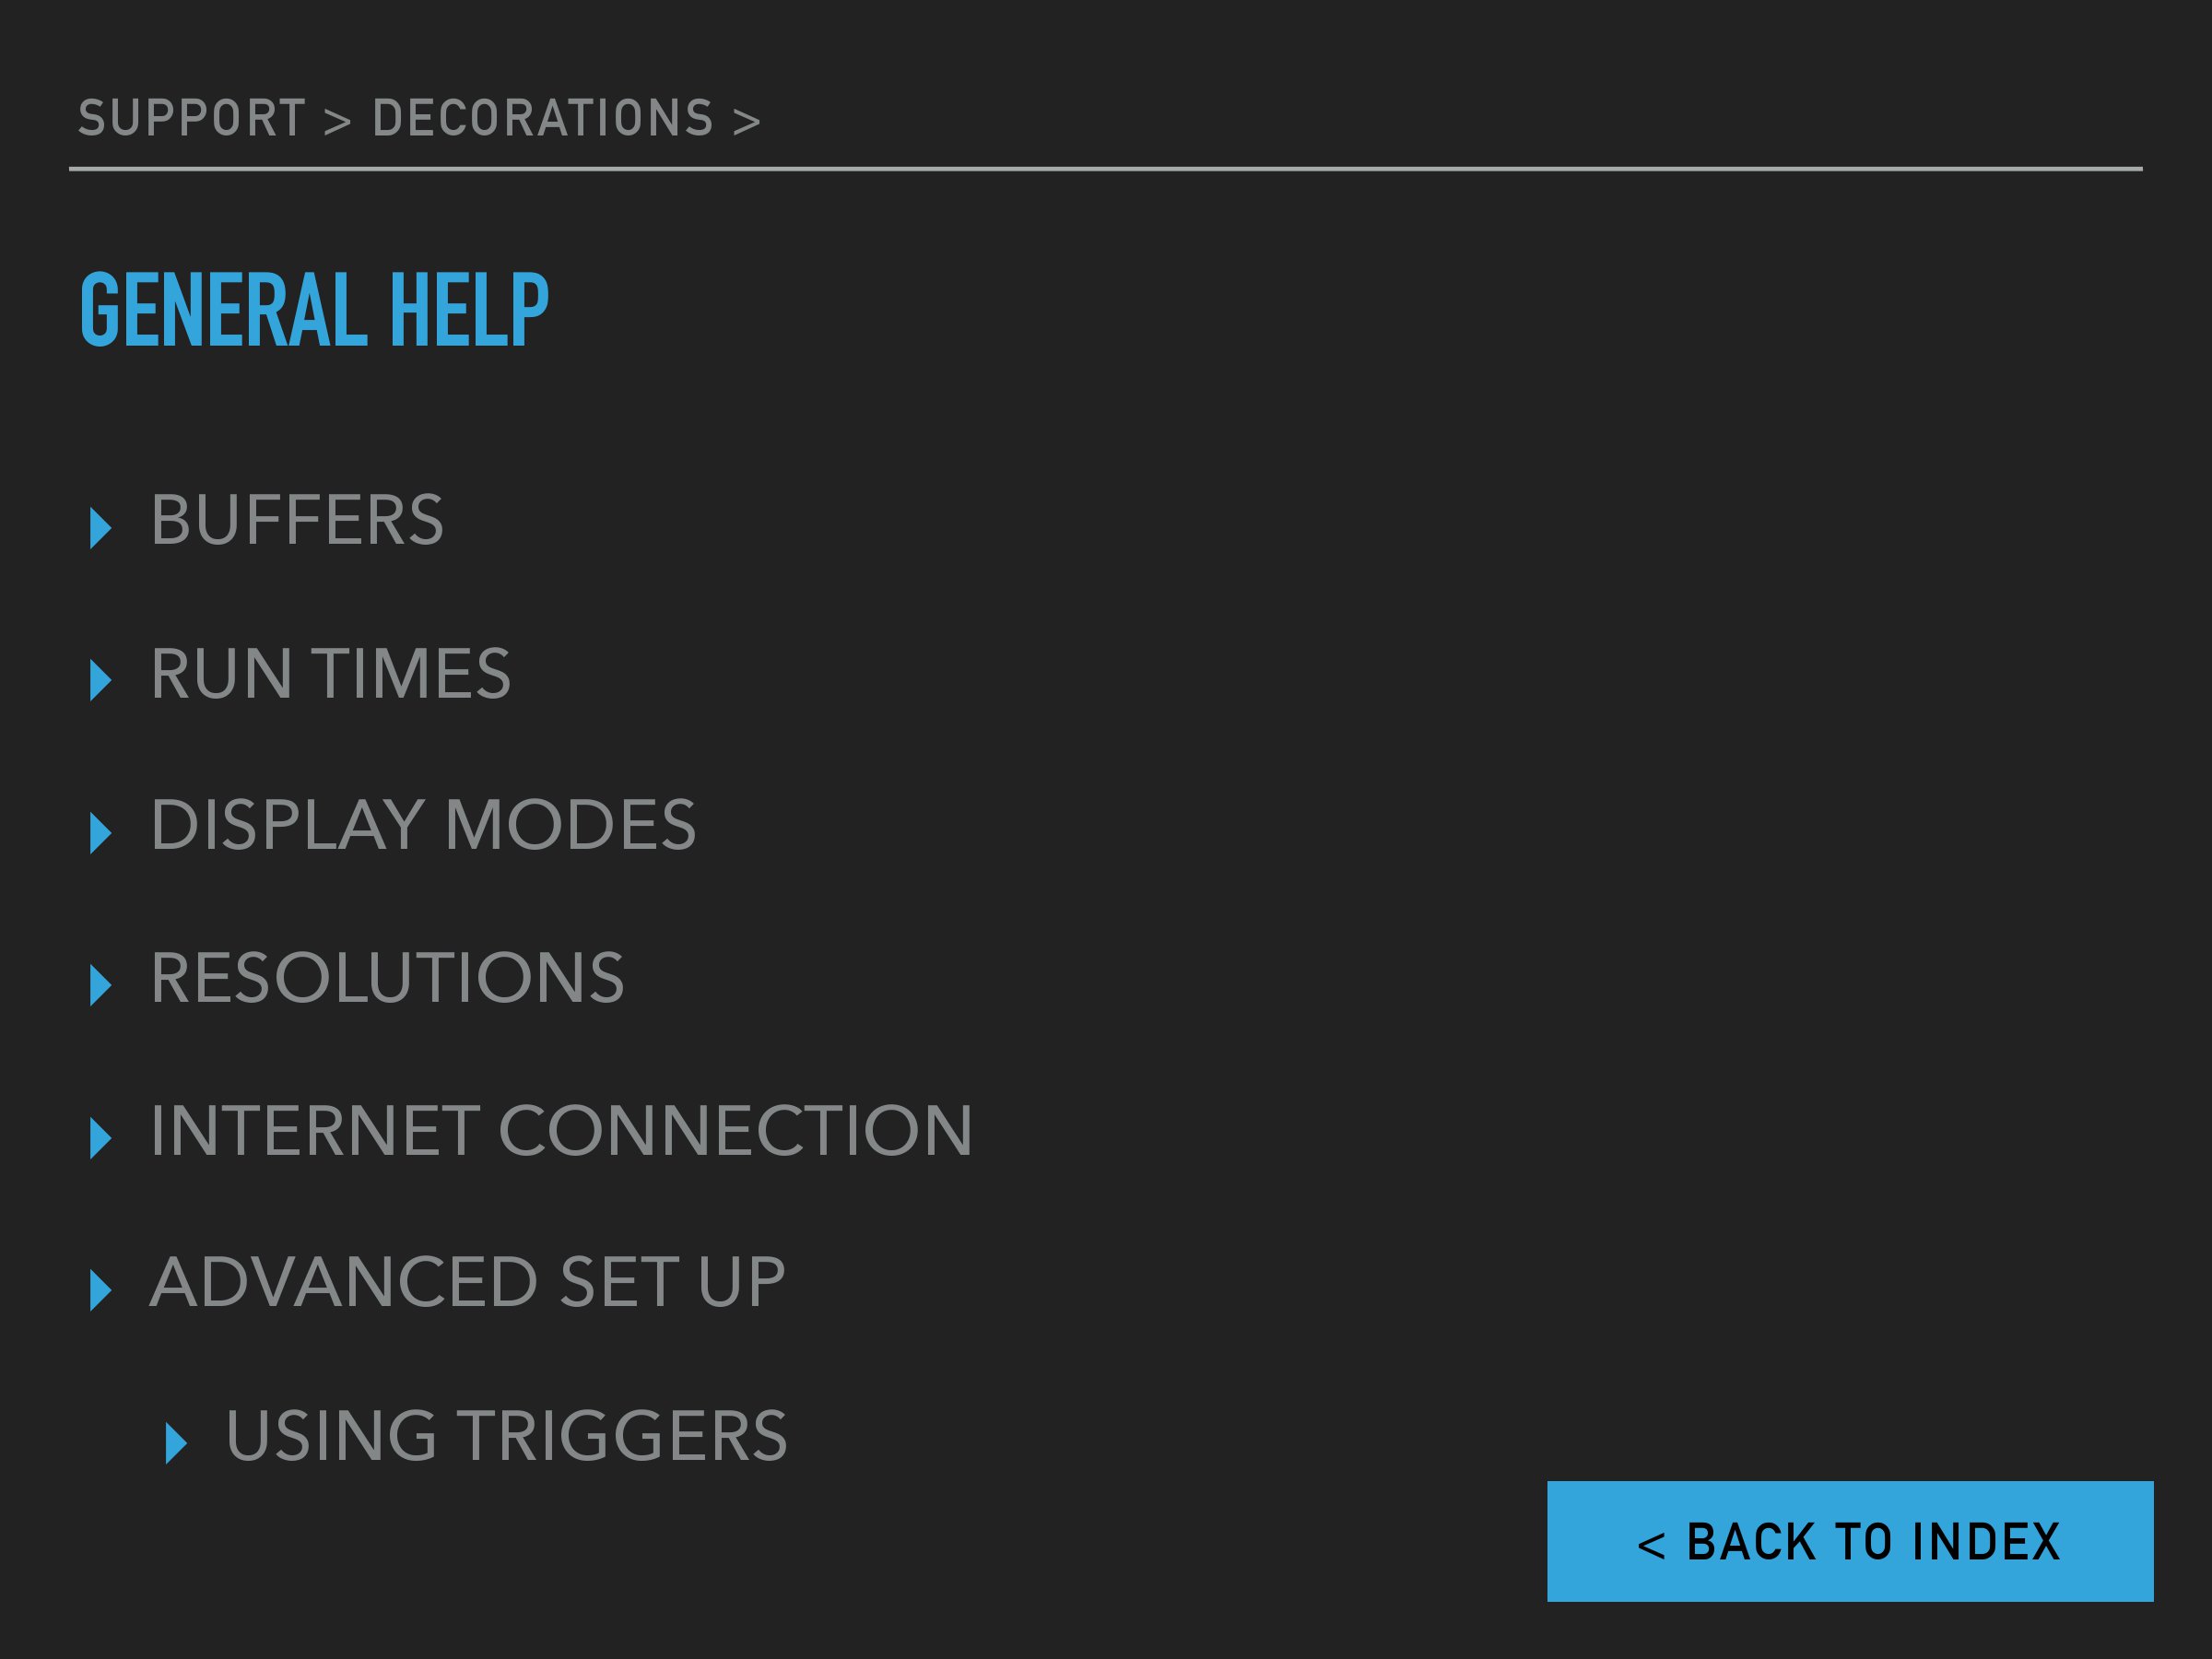 SUPPORT > DECORATIONS >
GENERAL HELP
BUFFERS
RUN TIMES
DISPLAY MODES
RESOLUTIONS
INTERNET CONNECTION
ADVANCED SET UP
USING TRIGGERS
< BACK TO INDEX